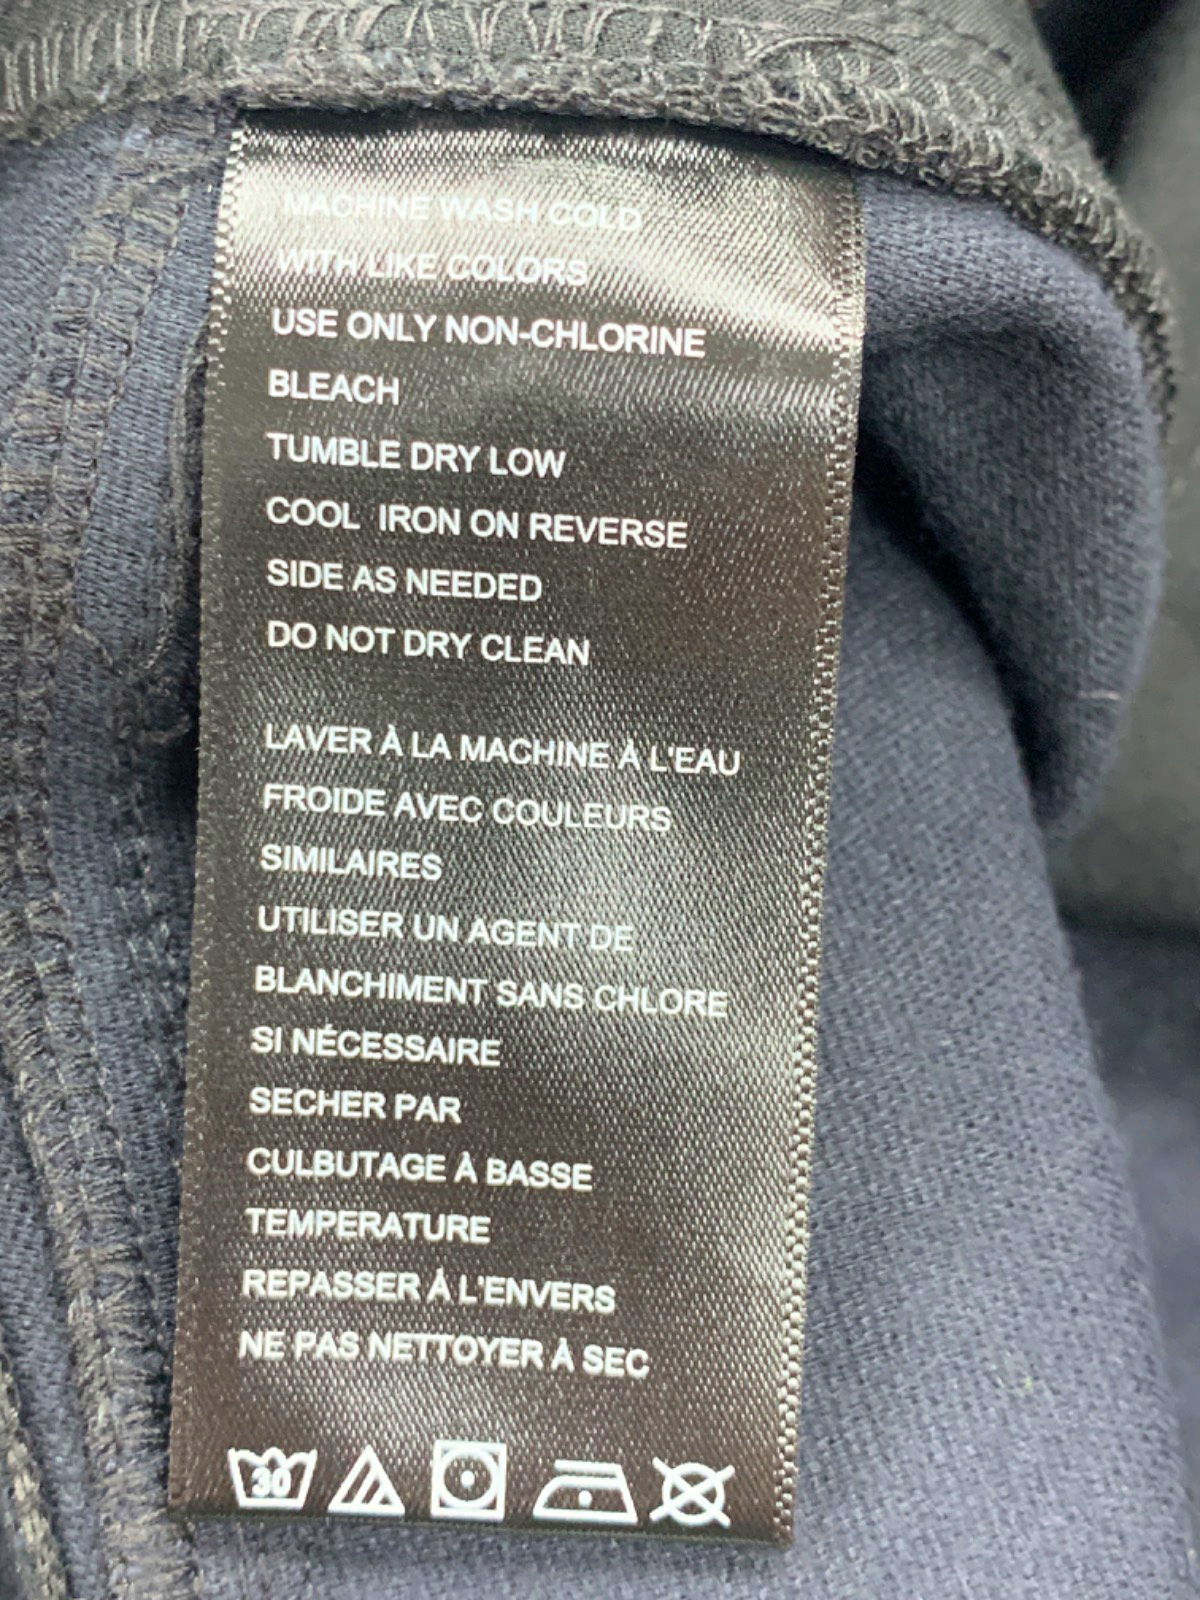 MACHINE WASH COLD
WITH LIKE COLORS
USE ONLY NON-CHLORINE
BLEACH
TUMBLE DRY LOW
COOL IRON ON REVERSE
SIDE AS NEEDED
DO NOT DRY CLEAN
LAVER À LA MACHINE À L'EAU
FROIDE AVEC COULEURS
SIMILAIRES
UTILISER UN AGENT DE
BLANCHIMENT SANS CHLORE
SI NÉCESSAIRE
SECHER PAR
CULBUTAGE À BASSE
TEMPERATURE
REPASSER À L'ENVERS
NE PAS NETTOYER À SEC
30